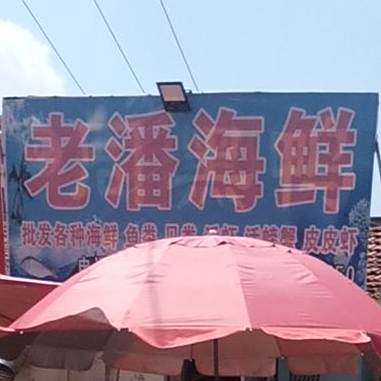 老潘海鲜
批发各种海鲜 鱼类 贝类 活螃蟹 皮皮虾